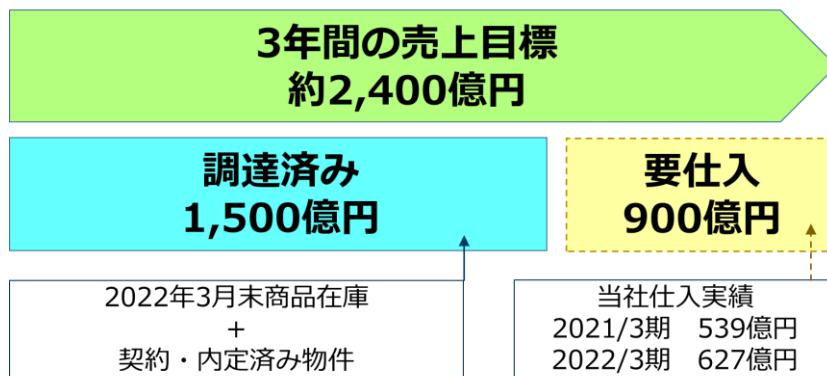 3年間の売上目標
約2,400億円
調達済み
1,500億円
要仕入
900億円
2022年3月末商品在庫
+
契約・内定済み物件
当社仕入実績
2021/3期　539億円
2022/3期　627億円